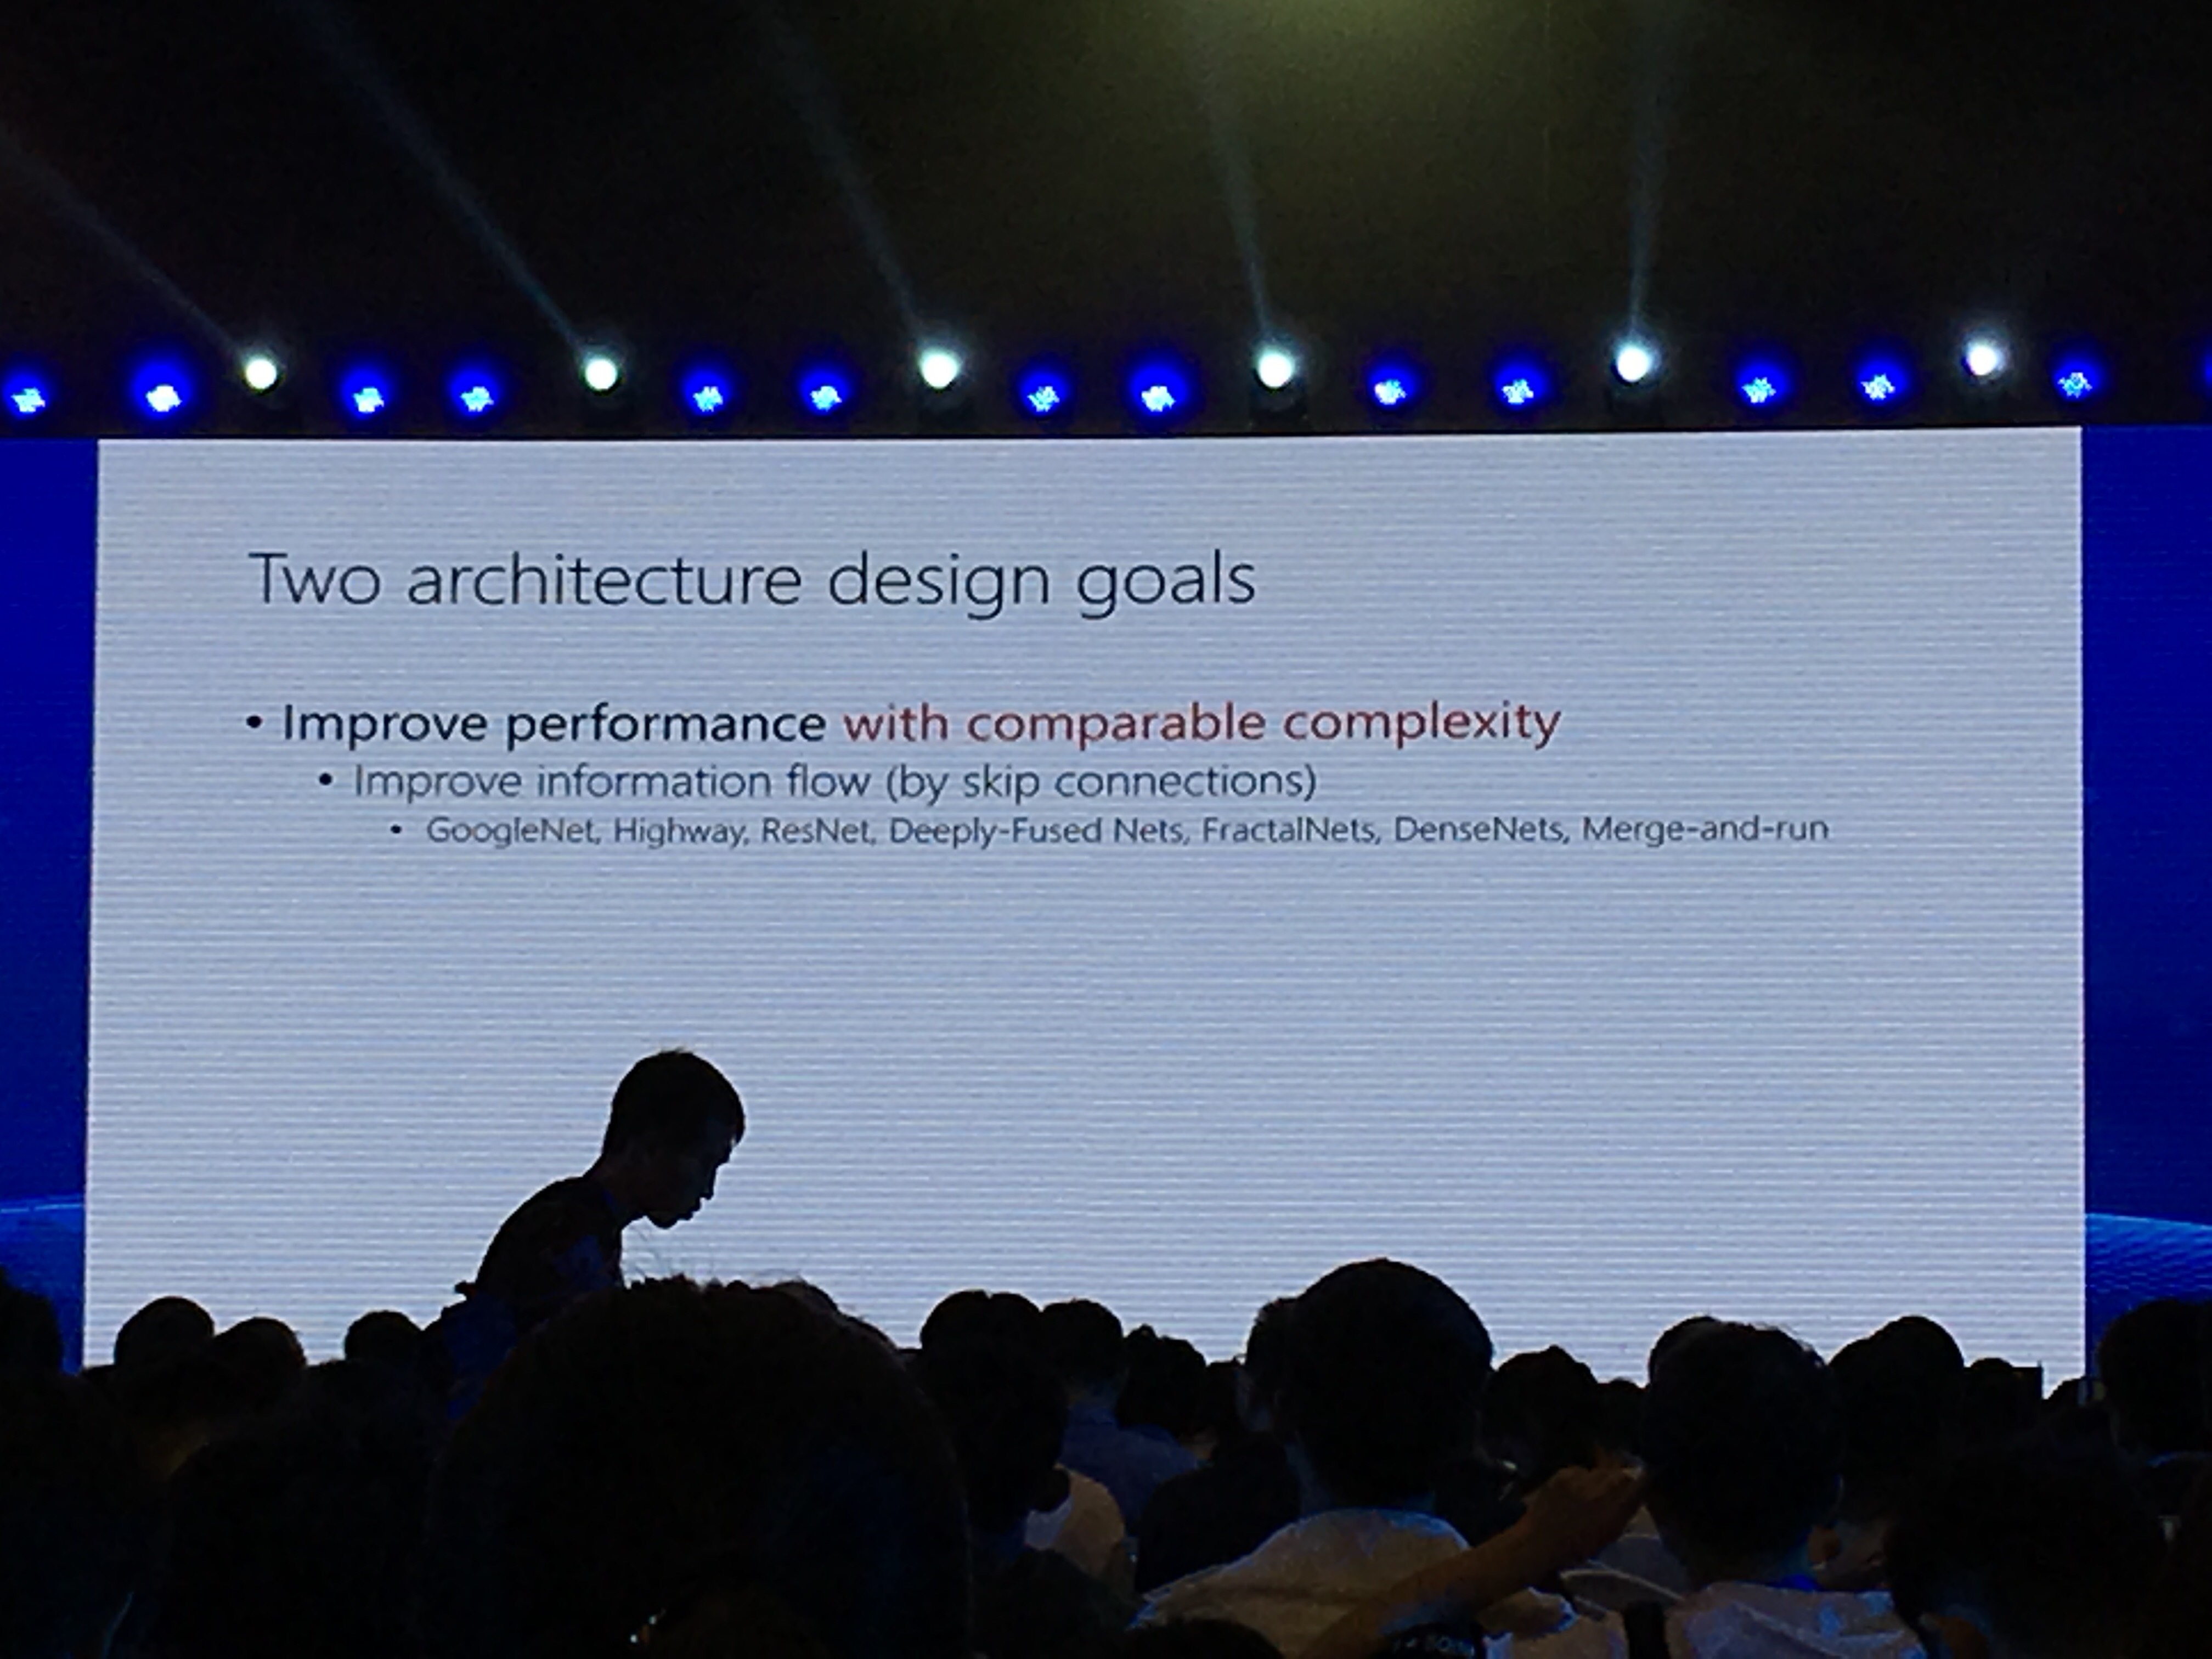 Two architecture design goals
• Improve performance with comparable complexity
• Improve information flow (by skip connections)
• GoogleNet, Highway, ResNet, Deeply-Fused Nets, FractalNets, DenseNets, Merge-and-run